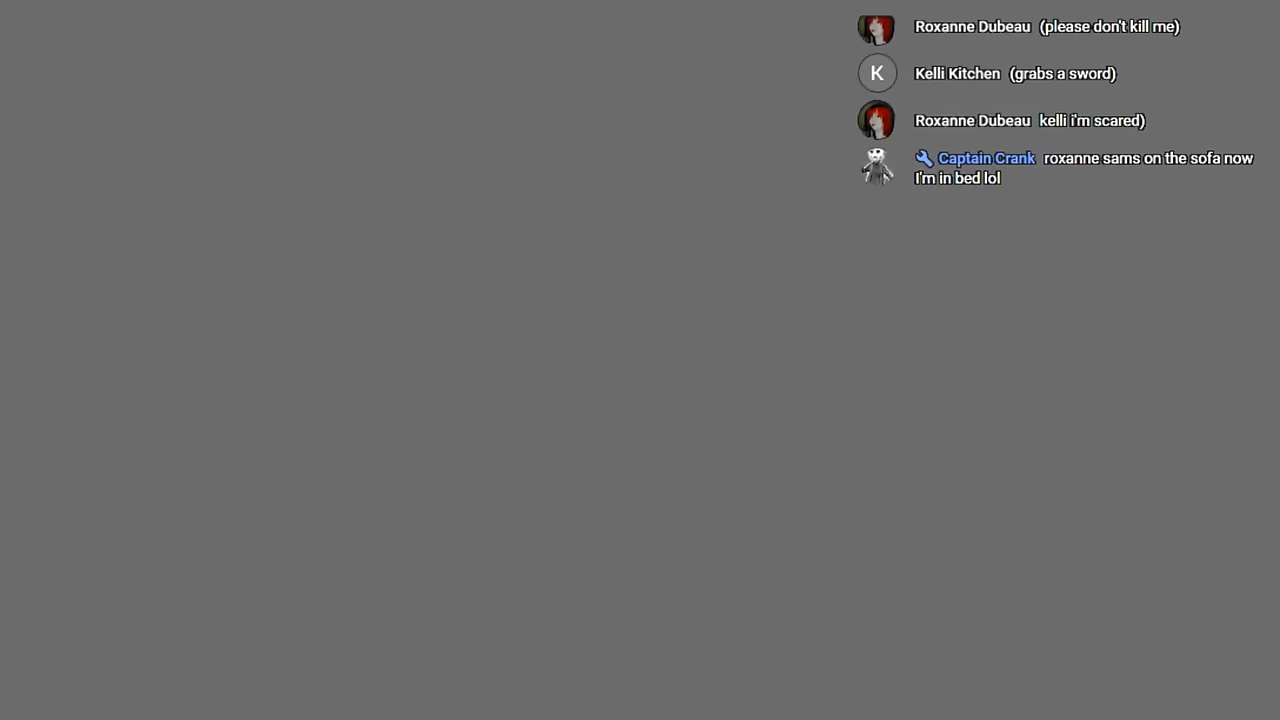 Roxanne Dubeau (please don't kill me)
K Kelli Kitchen (grabs a sword)
Roxanne Dubeau kelli i'm scared)
Captain Crank roxanne sams on the sofa now
I'm in bed lol